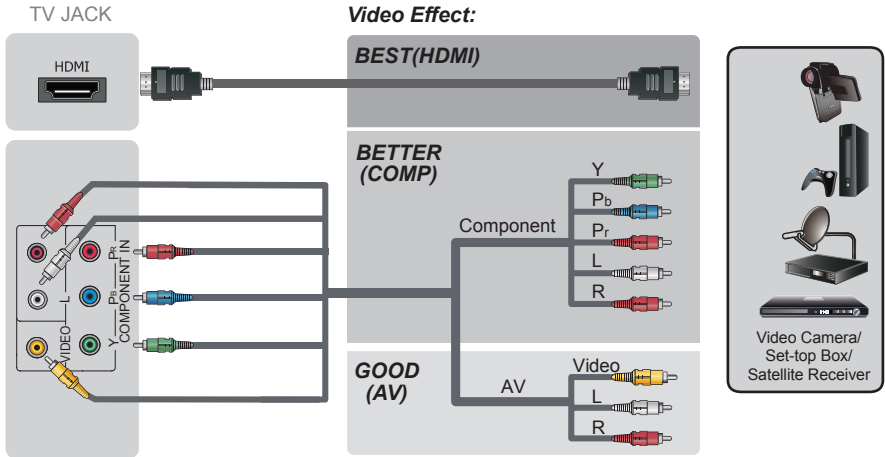 TV JACK
Video Effect:
HDMI
BEST(HDMI)
BETTER
(COMP)
Component
Y
Pb
Pr
L
R
PR
PB
Y
COMPONENT IN
L
VIDEO
GOOD
(AV)
AV
Video
L
R
Video Camera/
Set-top Box/
Satellite Receiver